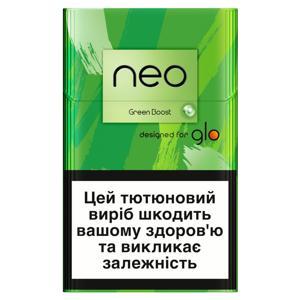 neo
Green Boost
designed for glo
Цей тютюновий
виріб шкодить
вашому здоров'ю
та викликає
залежність